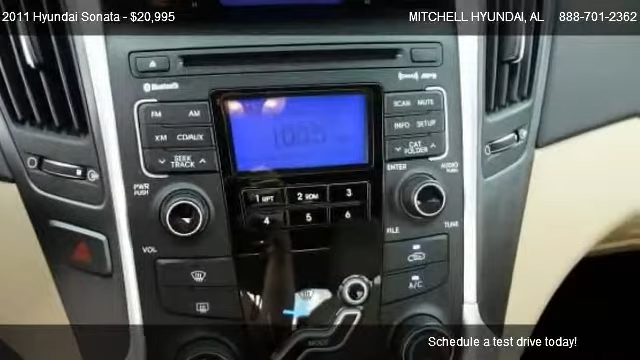 2011 Hyundai Sonata - $20,995 MITCHELL HYUNDAI, AL 888-701-2362
Bluetooth MP3
FM AM SCAN MUTE
XM CD/AUX INFO SETUP
SEEK TRACK CAT FOLDER
PWR PUSH ENTER AUDIO
1 RPT 2 RDM 3
4 5 6
VOL FILE TUNE
A/C
MODE
Schedule a test drive today!